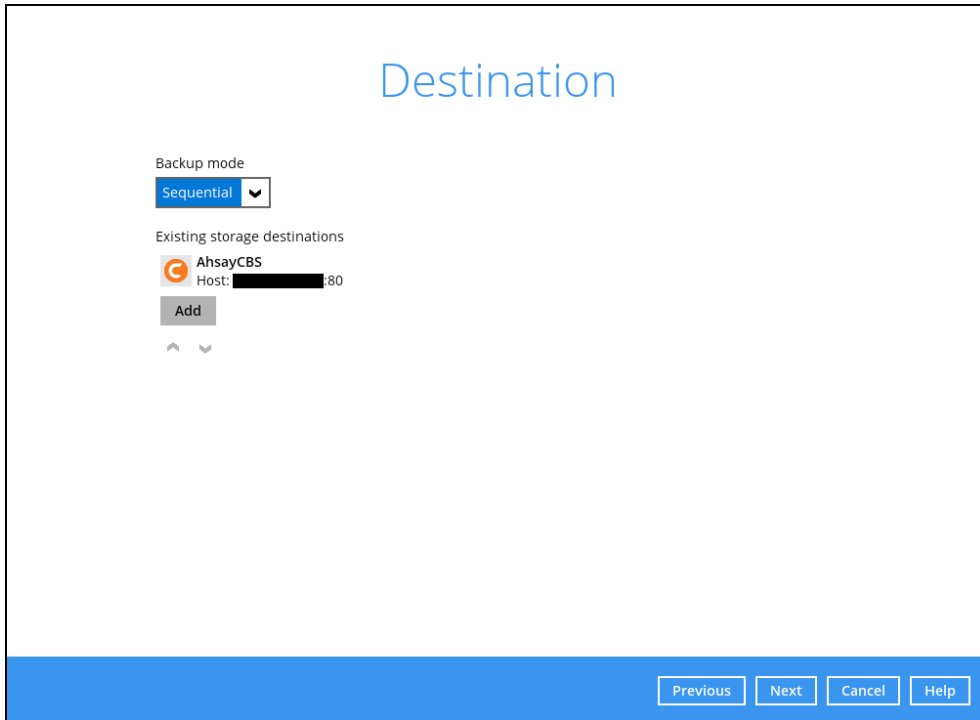 Destination
Backup mode
Sequential
Existing storage destinations
AhsayCBS
Host: :80
Add
Previous Next Cancel Help